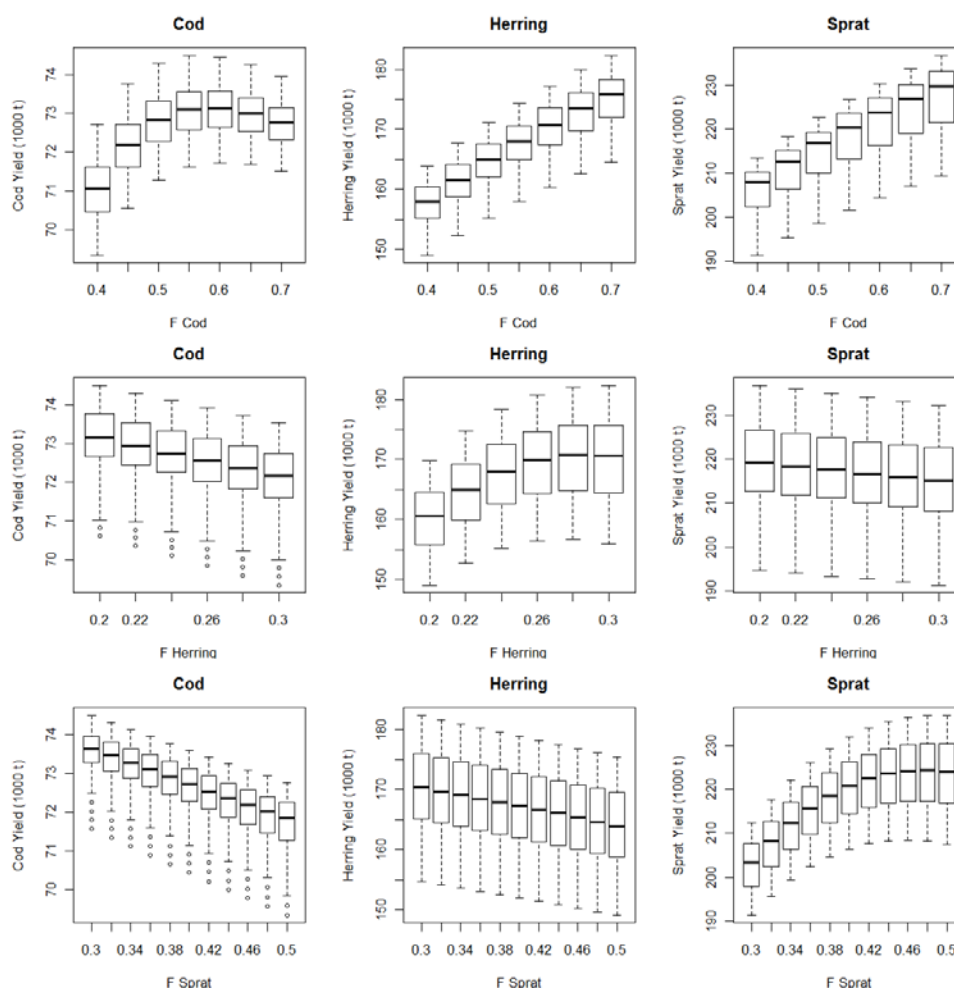 Cod
Herring
Sprat
Cod Yield (1000 t)
70 71 72 73 74
0.4 0.5 0.6 0.7
F Cod
Herring Yield (1000 t)
150 160 170 180
0.4 0.5 0.6 0.7
F Cod
Sprat Yield (1000 t)
190 200 210 220 230
0.4 0.5 0.6 0.7
F Cod
Cod
Herring
Sprat
Cod Yield (1000 t)
70 71 72 73 74
0.2 0.22 0.26 0.3
F Herring
Herring Yield (1000 t)
150 160 170 180
0.2 0.22 0.26 0.3
F Herring
Sprat Yield (1000 t)
190 200 210 220 230
0.2 0.22 0.26 0.3
F Herring
Cod
Herring
Sprat
Cod Yield (1000 t)
70 71 72 73 74
0.3 0.34 0.38 0.42 0.46 0.5
F Sprat
Herring Yield (1000 t)
150 160 170 180
0.3 0.34 0.38 0.42 0.46 0.5
F Sprat
Sprat Yield (1000 t)
190 200 210 220 230
0.3 0.34 0.38 0.42 0.46 0.5
F Sprat